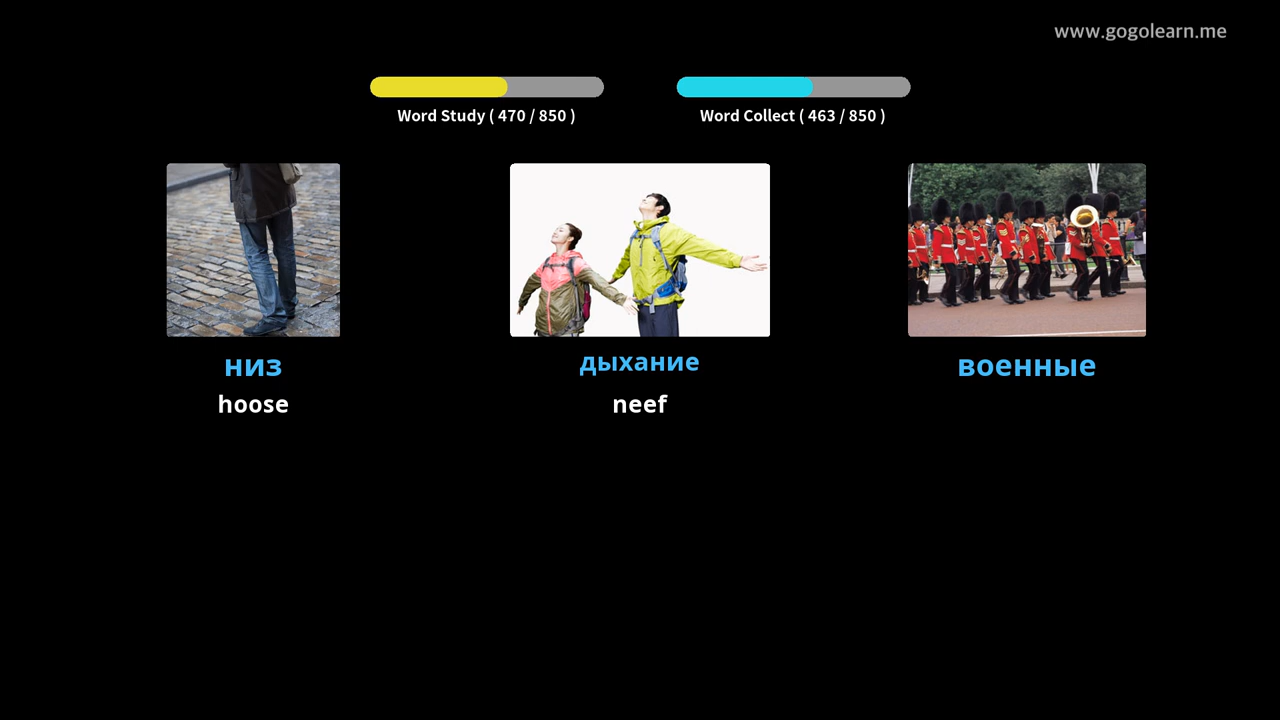 www.gogolearn.me
Word Study ( 470 / 850 )
Word Collect ( 463 / 850 )
низ
дыхание
военные
hoose
neef